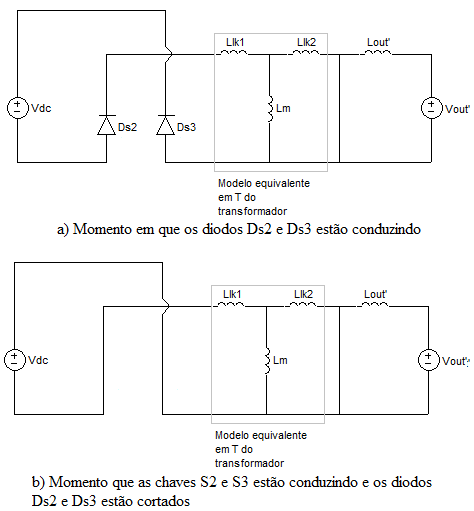 Llk1 Llk2 Lout'
Vdc Ds2 Ds3 Lm Vout'
Modelo equivalente
em T do
transformador
a) Momento em que os diodos Ds2 e Ds3 estão conduzindo
Llk1 Llk2 Lout'
Vdc Lm Vout'
Modelo equivalente
em T do
transformador
b) Momento que as chaves S2 e S3 estão conduzindo e os diodos
Ds2 e Ds3 estão cortados